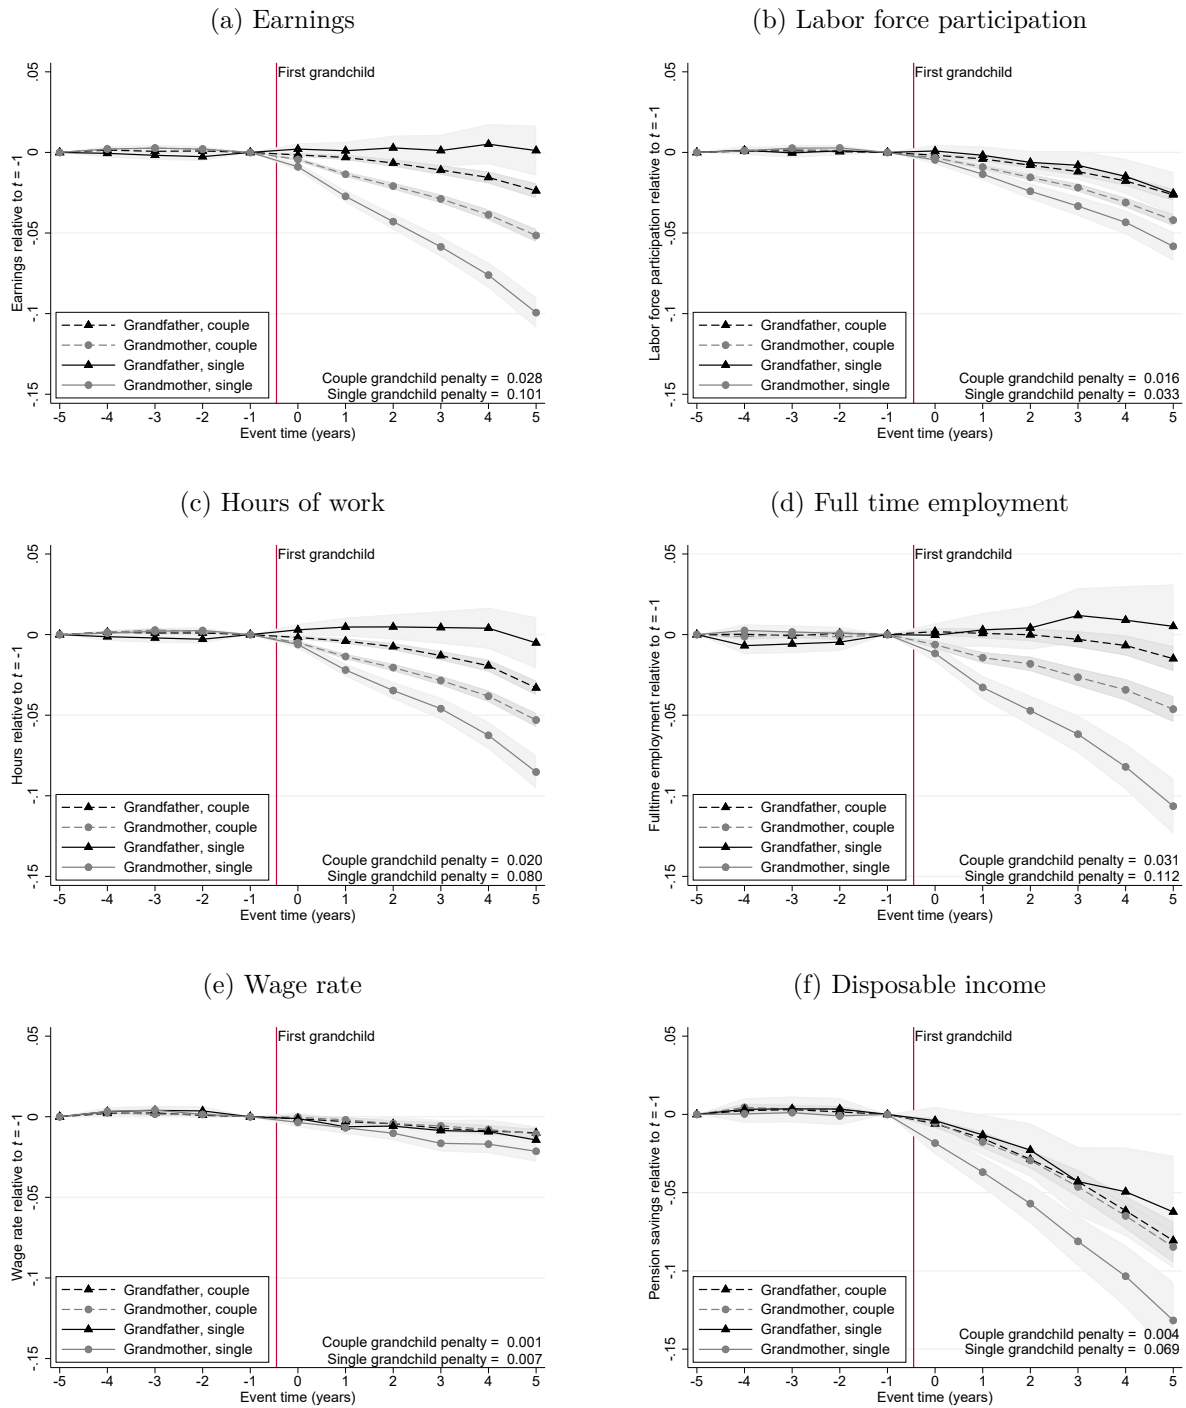 (a) Earnings
.05
0
-.05
-.1
-.15
Earnings relative to t = -1
First grandchild
Grandfather, couple
Grandmother, couple
Grandfather, single
Grandmother, single
Couple grandchild penalty = 0.028
Single grandchild penalty = 0.101
-5 -4 -3 -2 -1 0 1 2 3 4 5
Event time (years)
(b) Labor force participation
.05
0
-.05
-.1
-.15
Labor force participation relative to t = -1
First grandchild
Grandfather, couple
Grandmother, couple
Grandfather, single
Grandmother, single
Couple grandchild penalty = 0.016
Single grandchild penalty = 0.033
-5 -4 -3 -2 -1 0 1 2 3 4 5
Event time (years)
(c) Hours of work
.05
0
-.05
-.1
-.15
Hours relative to t = -1
First grandchild
Grandfather, couple
Grandmother, couple
Grandfather, single
Grandmother, single
Couple grandchild penalty = 0.020
Single grandchild penalty = 0.080
-5 -4 -3 -2 -1 0 1 2 3 4 5
Event time (years)
(d) Full time employment
.05
0
-.05
-.1
-.15
Fulltime employment relative to t = -1
First grandchild
Grandfather, couple
Grandmother, couple
Grandfather, single
Grandmother, single
Couple grandchild penalty = 0.031
Single grandchild penalty = 0.112
-5 -4 -3 -2 -1 0 1 2 3 4 5
Event time (years)
(e) Wage rate
.05
0
-.05
-.1
-.15
Wage rate relative to t = -1
First grandchild
Grandfather, couple
Grandmother, couple
Grandfather, single
Grandmother, single
Couple grandchild penalty = 0.001
Single grandchild penalty = 0.007
-5 -4 -3 -2 -1 0 1 2 3 4 5
Event time (years)
(f) Disposable income
.05
0
-.05
-.1
-.15
Pension savings relative to t = -1
First grandchild
Grandfather, couple
Grandmother, couple
Grandfather, single
Grandmother, single
Couple grandchild penalty = 0.004
Single grandchild penalty = 0.069
-5 -4 -3 -2 -1 0 1 2 3 4 5
Event time (years)